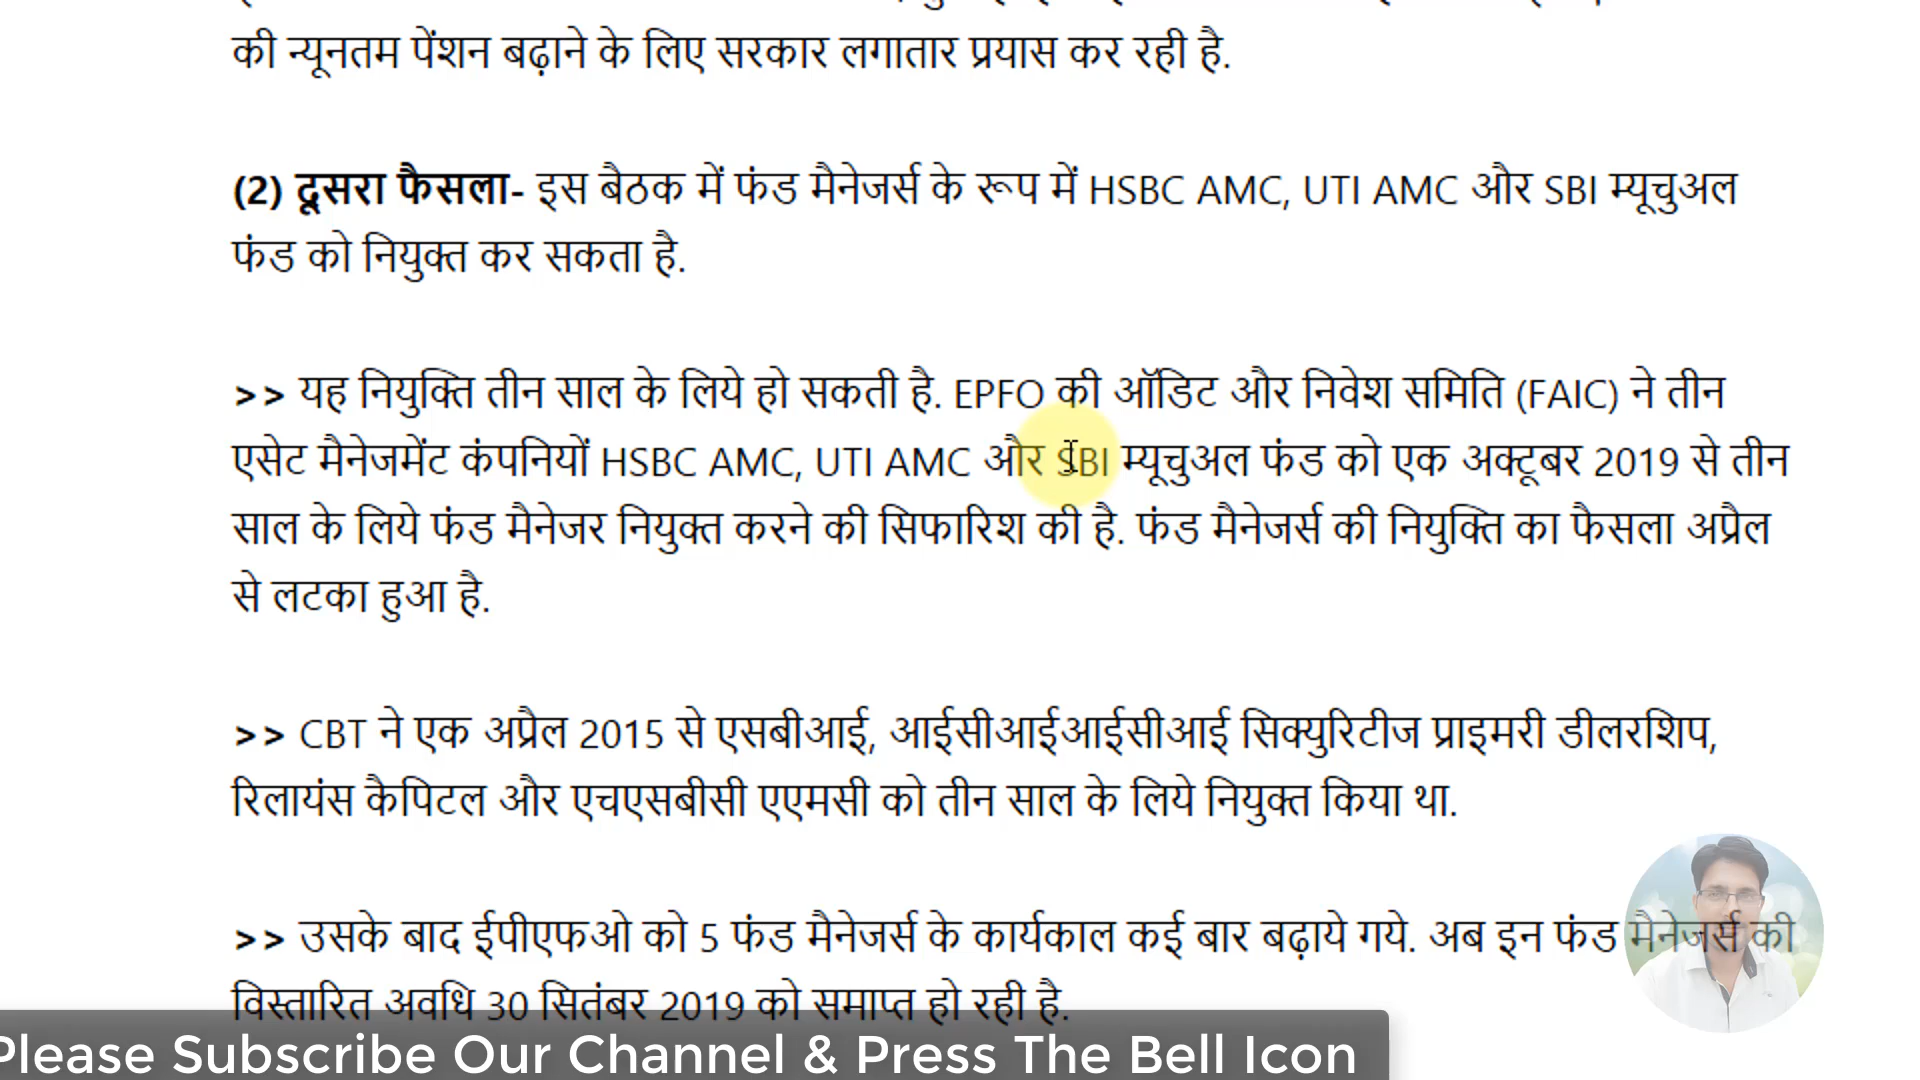 की न्यूनतम पेंशन बढ़ाने के लिए सरकार लगातार प्रयास कर रही है.
(2) दूसरा फैसला- इस बैठक में फंड मैनेजर्स के रूप में HSBC AMC, UTI AMC और SBI म्यूचुअल
फंड को नियुक्त कर सकता है.
>> यह नियुक्ति तीन साल के लिये हो सकती है. EPFO की ऑडिट और निवेश समिति (FAIC) ने तीन
एसेट मैनेजमेंट कंपनियों HSBC AMC, UTI AMC और SBI म्यूचुअल फंड को एक अक्टूबर 2019 से तीन
साल के लिये फंड मैनेजर नियुक्त करने की सिफारिश की है. फंड मैनेजर्स की नियुक्ति का फैसला अप्रैल
से लटका हुआ है.
>> CBT ने एक अप्रैल 2015 से एसबीआई, आईसीआईआईसीआई सिक्युरिटीज प्राइमरी डीलरशिप,
रिलायंस कैपिटल और एचएसबीसी एएमसी को तीन साल के लिये नियुक्त किया था.
>> उसके बाद ईपीएफओ को 5 फंड मैनेजर्स के कार्यकाल कई बार बढ़ाये गये. अब इन फंड मैनेजर्स की
विस्तारित अवधि 30 सितंबर 2019 को समाप्त हो रही है.
Please Subscribe Our Channel & Press The Bell Icon